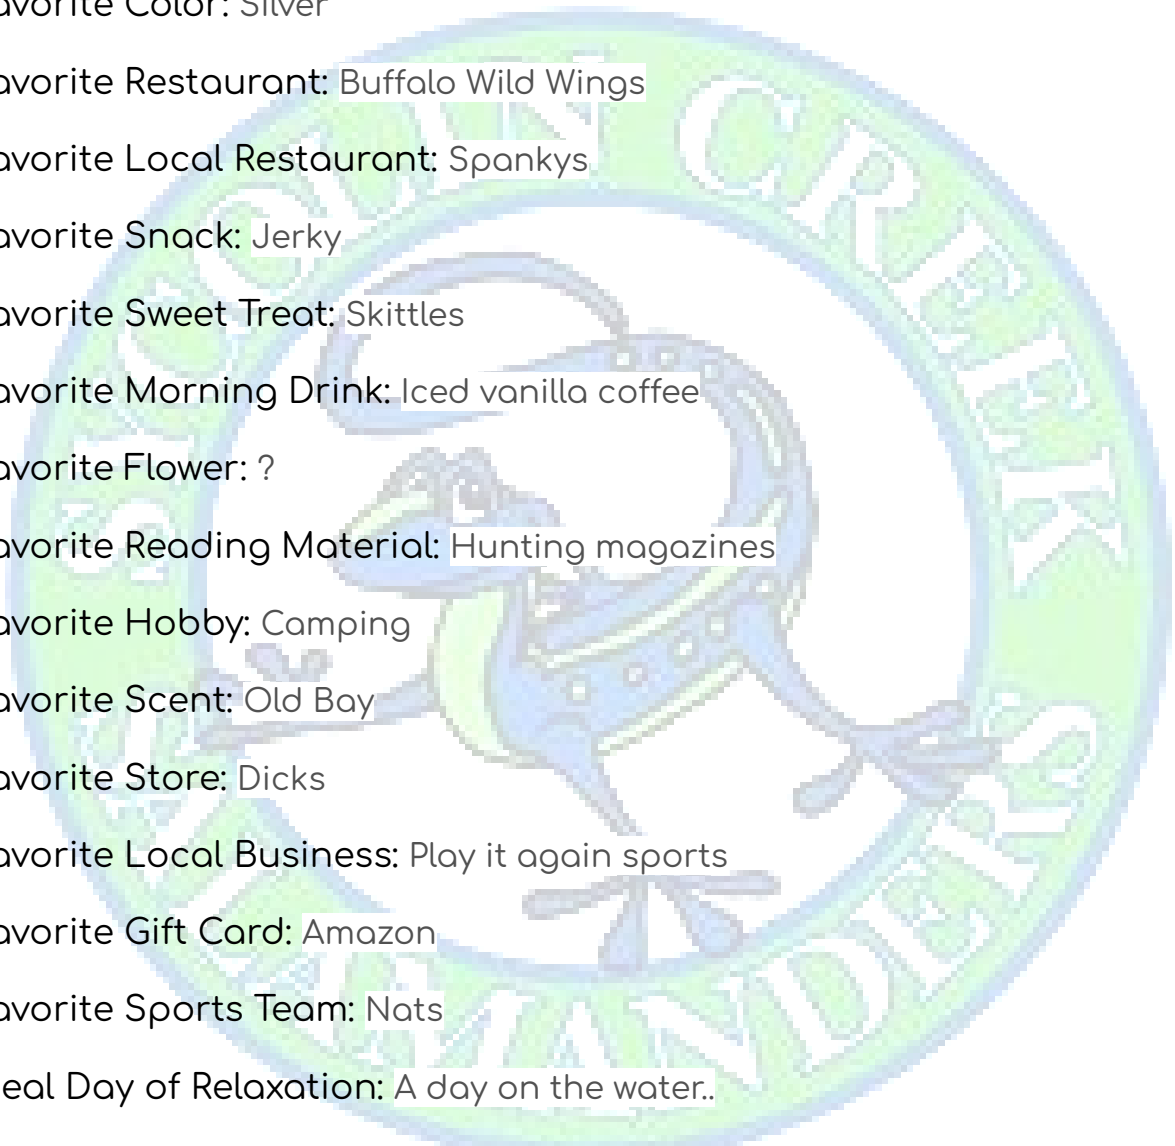 avorite Color: Silver
avorite Restaurant: Buffalo Wild Wings
avorite Local Restaurant: Spankys
avorite Snack: Jerky
avorite Sweet Treat: Skittles
avorite Morning Drink: Iced vanilla coffee
avorite Flower: ?
avorite Reading Material: Hunting magazines
avorite Hobby: Camping
avorite Scent: Old Bay
avorite Store: Dicks
avorite Local Business: Play it again sports
avorite Gift Card: Amazon
avorite Sports Team: Nats
eal Day of Relaxation: A day on the water..
SYCOLIN CREEK
SALAMANDERS